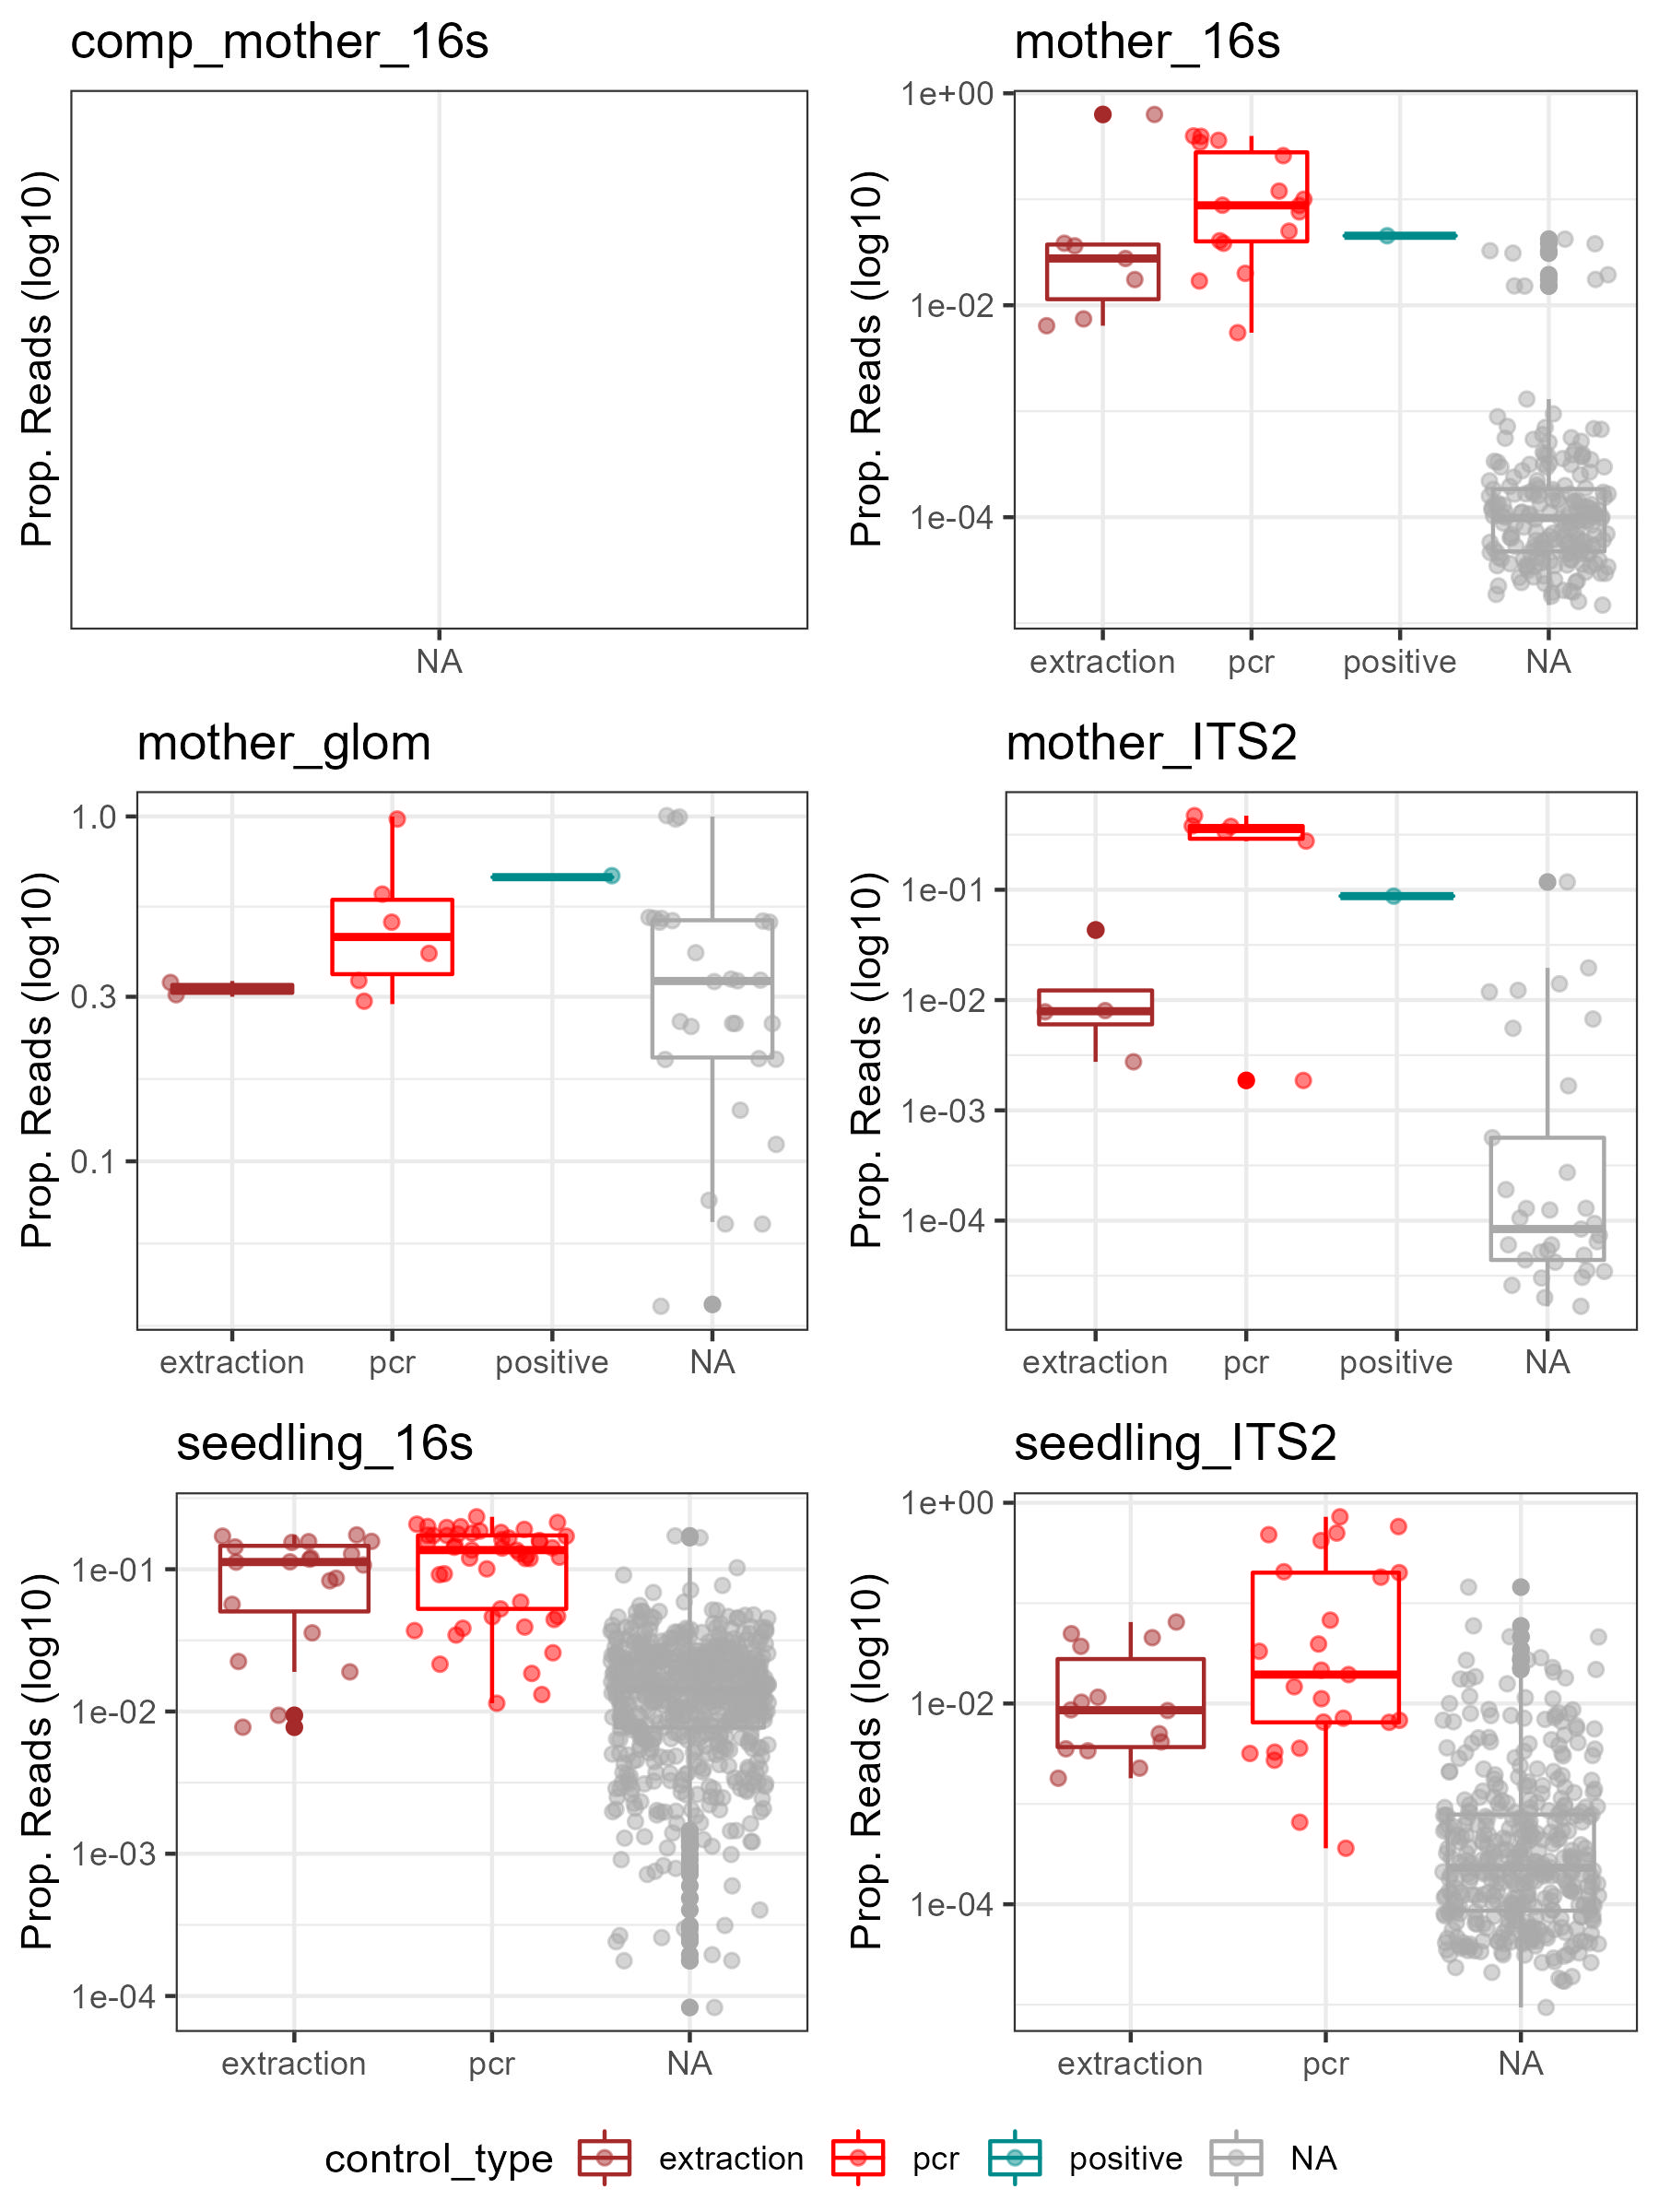 comp_mother_16s
Prop. Reads (log10)
NA
mother_16s
Prop. Reads (log10)
1e+00
1e-02
1e-04
extraction pcr positive NA
mother_glom
Prop. Reads (log10)
1.0
0.3
0.1
extraction pcr positive NA
mother_ITS2
Prop. Reads (log10)
1e-01
1e-02
1e-03
1e-04
extraction pcr positive NA
seedling_16s
Prop. Reads (log10)
1e-01
1e-02
1e-03
1e-04
extraction pcr NA
seedling_ITS2
Prop. Reads (log10)
1e+00
1e-02
1e-04
extraction pcr NA
control_type extraction pcr positive NA